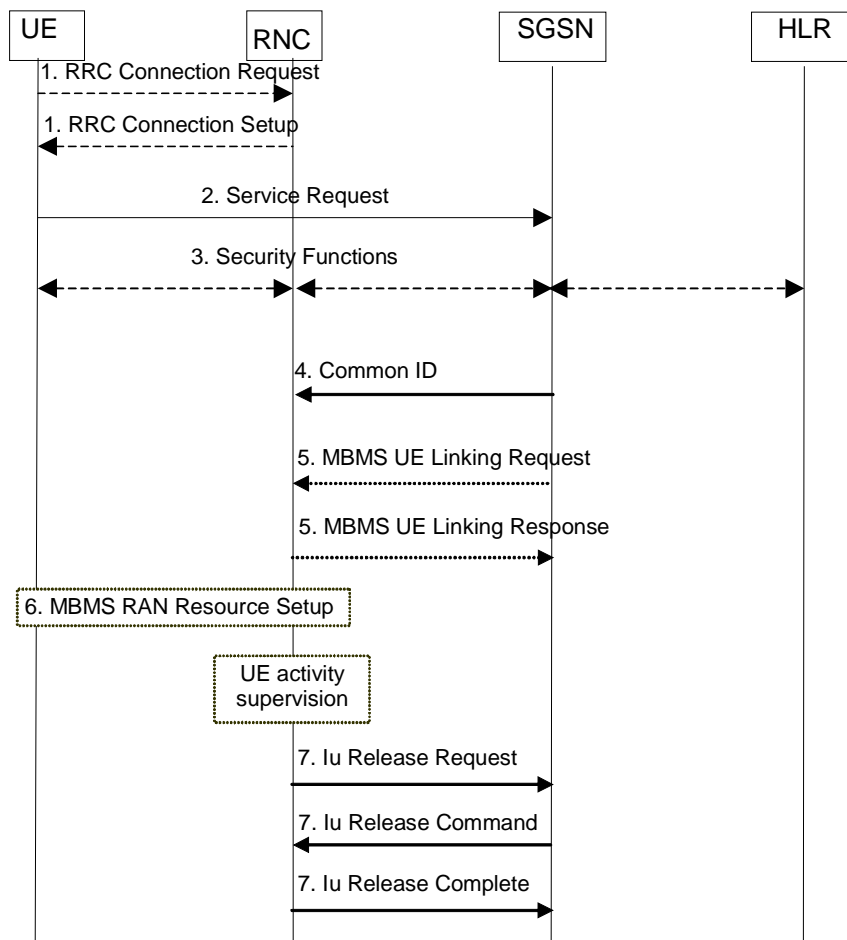 UE
RNC
SGSN
HLR
1. RRC Connection Request
1. RRC Connection Setup
2. Service Request
3. Security Functions
4. Common ID
5. MBMS UE Linking Request
5. MBMS UE Linking Response
6. MBMS RAN Resource Setup
UE activity
supervision
7. Iu Release Request
7. Iu Release Command
7. Iu Release Complete